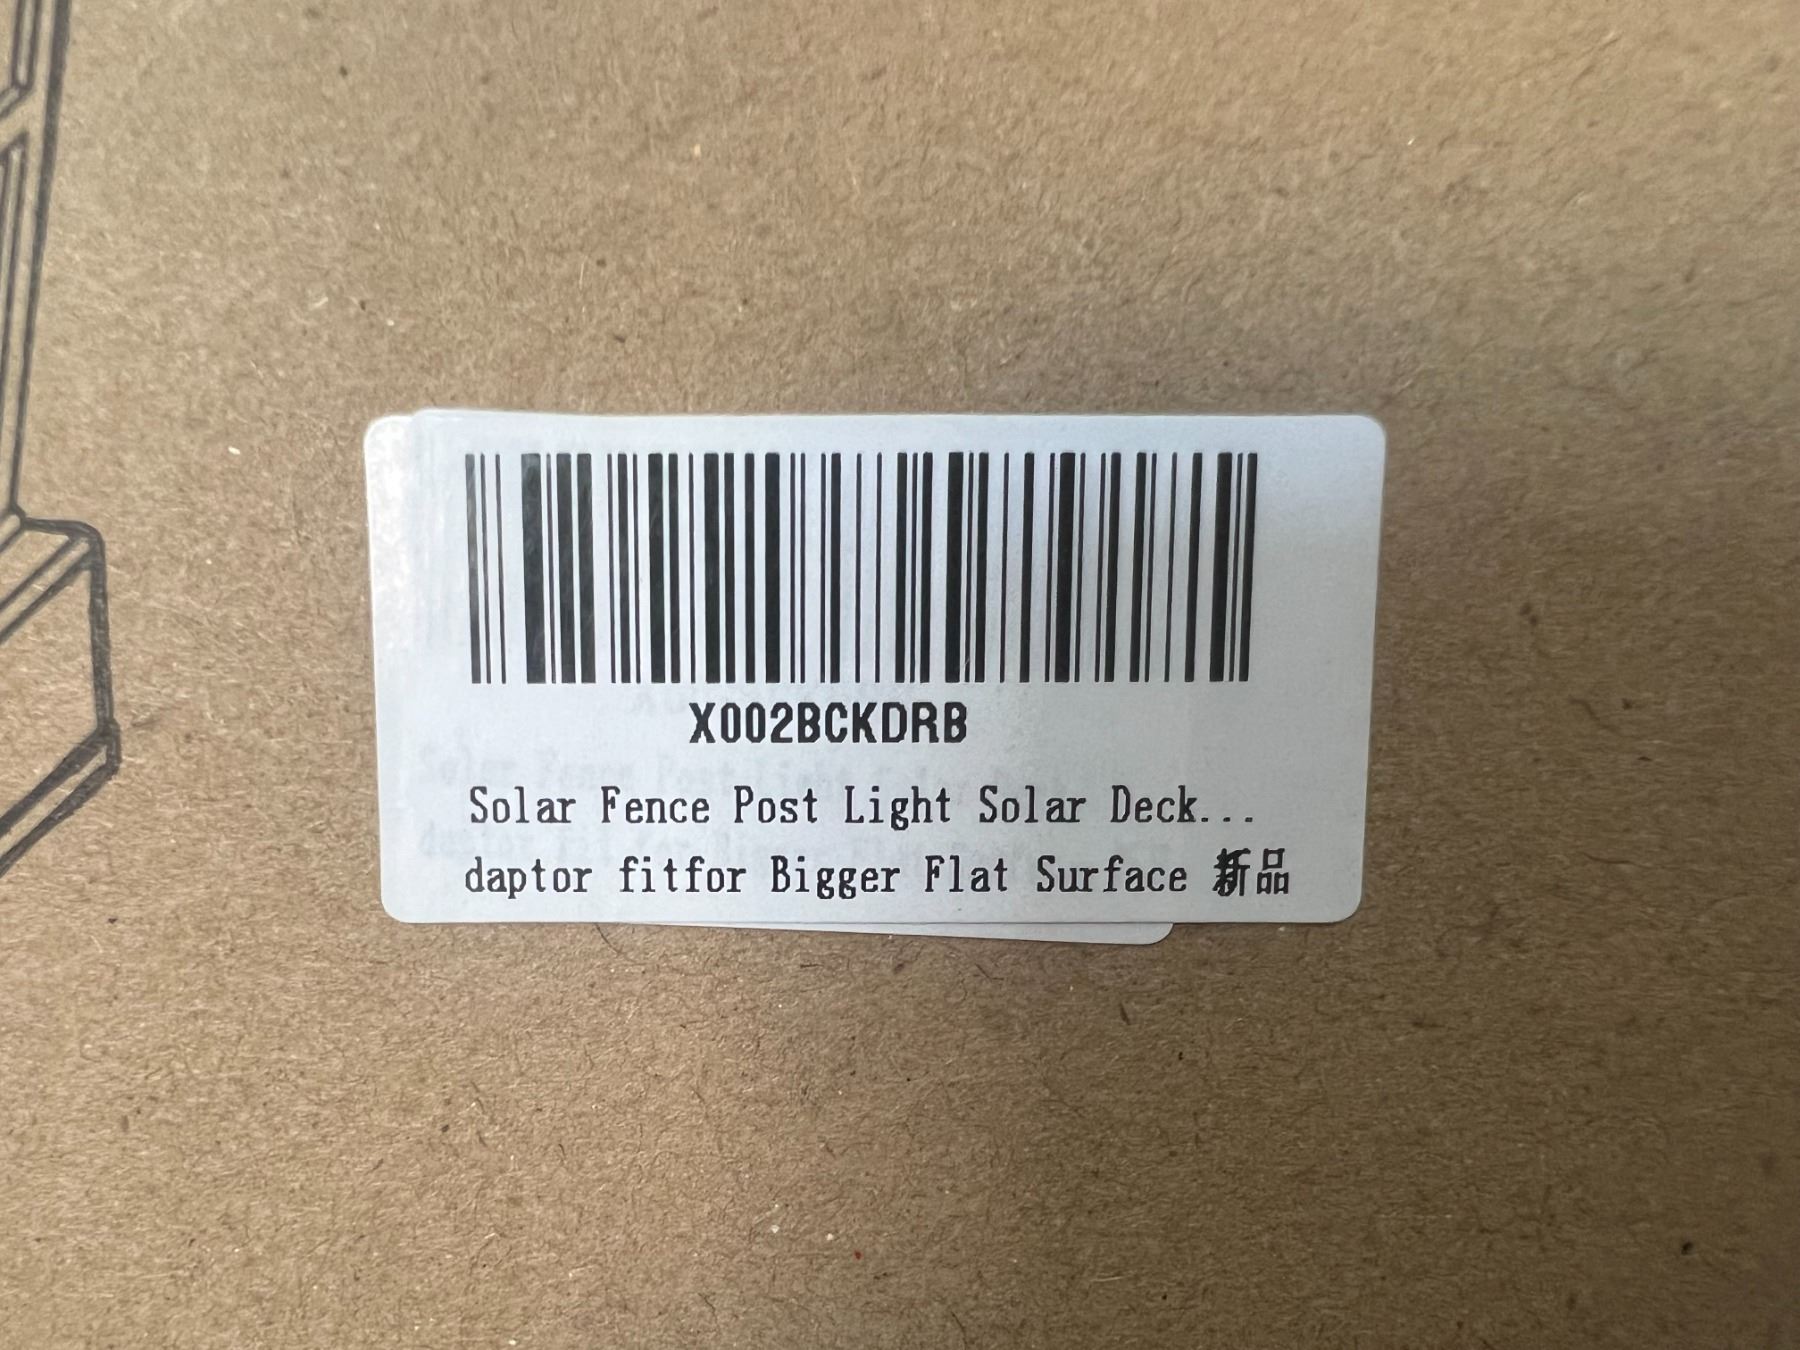 X002BCKDRB
Solar Fence Post Light Solar Deck...
daptor fitfor Bigger Flat Surface 新品